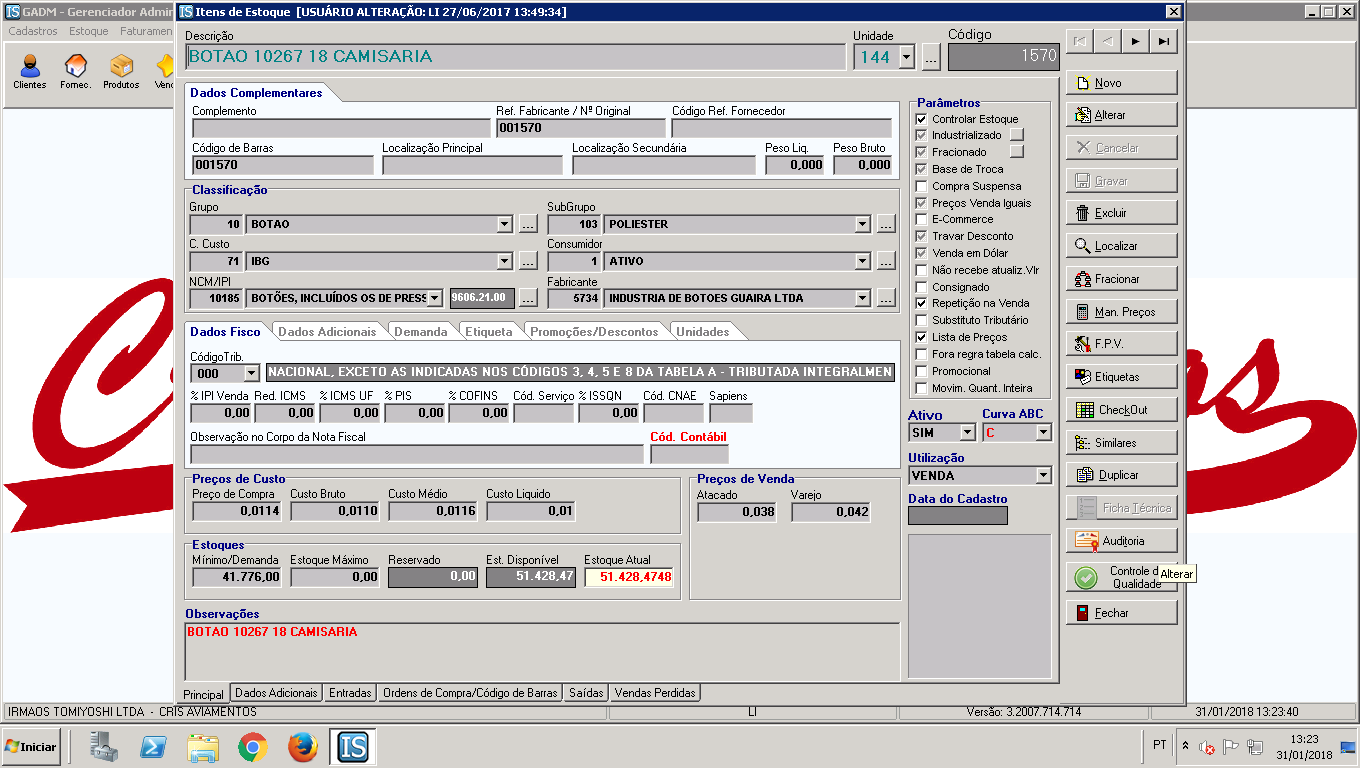 GADM - Gerenciador Admin
Itens de Estoque [USUÁRIO ALTERAÇÃO: LI 27/06/2017 13:49:34]
Cadastros Estoque Faturamen
Clientes Fornec. Produtos Vend
Descrição Unidade Código
BOTAO 10267 18 CAMISARIA 144 ... 1570
Dados Complementares
Complemento Ref. Fabricante / Nº Original Código Ref. Fornecedor
001570
Código de Barras Localização Principal Localização Secundária Peso Liq. Peso Bruto
001570 0,000 0,000
Classificação
Grupo SubGrupo
10 BOTAO ... 103 POLIESTER ...
C. Custo Consumidor
71 IBG ... 1 ATIVO ...
NCM/IPI Fabricante
10185 BOTÕES, INCLUÍDOS OS DE PRESS 9606.21.00 ... 5734 INDUSTRIA DE BOTOES GUAIRA LTDA ...
Dados Fisco Dados Adicionais Demanda Etiqueta Promoções/Descontos Unidades
CódigoTrib.
000 NACIONAL, EXCETO AS INDICADAS NOS CÓDIGOS 3, 4, 5 E 8 DA TABELA A - TRIBUTADA INTEGRALMEN
% IPI Venda Red. ICMS % ICMS UF % PIS % COFINS Cód. Serviço % ISSQN Cód. CNAE Sapiens
0,00 0,00 0,00 0,00 0,00 0,00
Observação no Corpo da Nota Fiscal Cód. Contábil
Preços de Custo
Preço de Compra Custo Bruto Custo Médio Custo Liquido
0,0114 0,0110 0,0116 0,01
Preços de Venda
Atacado Varejo
0,038 0,042
Estoques
Mínimo/Demanda Estoque Máximo Reservado Est. Disponível Estoque Atual
41.776,00 0,00 0,00 51.428,47 51.428,4748
Observações
BOTAO 10267 18 CAMISARIA
Principal Dados Adicionais Entradas Ordens de Compra/Código de Barras Saídas Vendas Perdidas
Parâmetros
Controlar Estoque
Industrializado
Fracionado
Base de Troca
Compra Suspensa
Preços Venda Iguais
E-Commerce
Travar Desconto
Venda em Dólar
Não recebe atualiz.Vlr
Consignado
Repetição na Venda
Substituto Tributário
Lista de Preços
Fora regra tabela calc.
Promocional
Movim. Quant. Inteira
Ativo Curva ABC
SIM C
Utilização
VENDA
Data do Cadastro
Novo
Alterar
Cancelar
Gravar
Excluir
Localizar
Fracionar
Man. Preços
F.P.V.
Etiquetas
CheckOut
Similares
Duplicar
Ficha Técnica
Auditoria
Controle d
Qualidade
Alterar
Fechar
IRMAOS TOMIYOSHI LTDA - CRIS AVIAMENTOS LI Versão: 3.2007.714.714 31/01/2018 13:23:40
Iniciar IS PT 13:23
31/01/2018